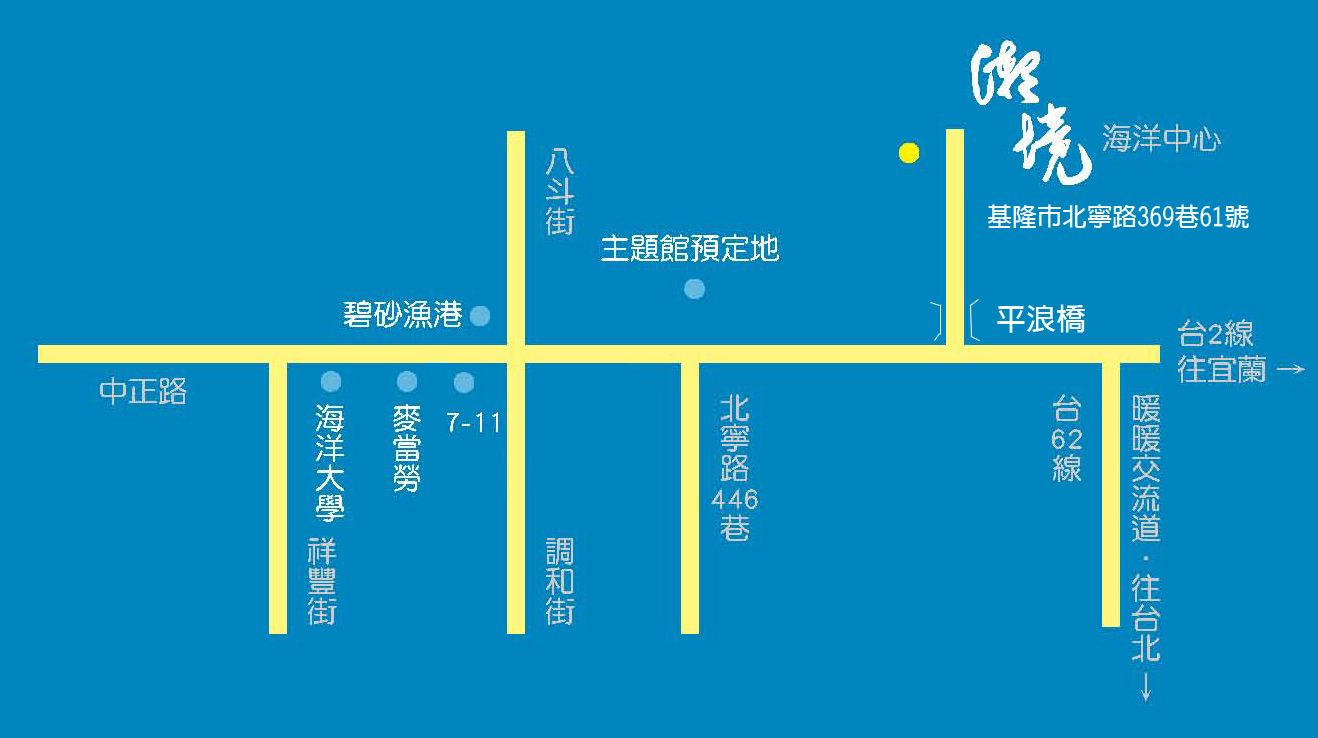 潮境
海洋中心
基隆市北寧路369巷61號
八斗街
主題館預定地
碧砂漁港
平浪橋
台2線
往宜蘭→
中正路
海洋大學
麥當勞
7-11
北寧路446巷
台62線
暖暖交流道．往台北→
祥豐街
調和街